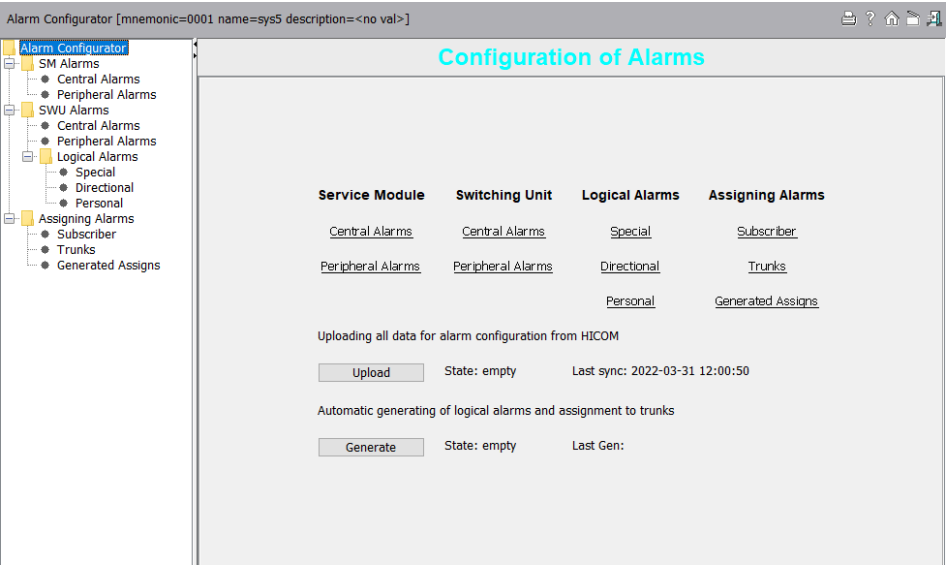 Alarm Configurator [mnemonic=0001 name=sys5 description=<no val>]
Alarm Configurator
SM Alarms
Central Alarms
Peripheral Alarms
SWU Alarms
Central Alarms
Peripheral Alarms
Logical Alarms
Special
Directional
Personal
Assigning Alarms
Subscriber
Trunks
Generated Assigns
Configuration of Alarms
Service Module Switching Unit Logical Alarms Assigning Alarms
Central Alarms Central Alarms Special Subscriber
Peripheral Alarms Peripheral Alarms Directional Trunks
Personal Generated Assigns
Uploading all data for alarm configuration from HICOM
Upload State: empty Last sync: 2022-03-31 12:00:50
Automatic generating of logical alarms and assignment to trunks
Generate State: empty Last Gen: